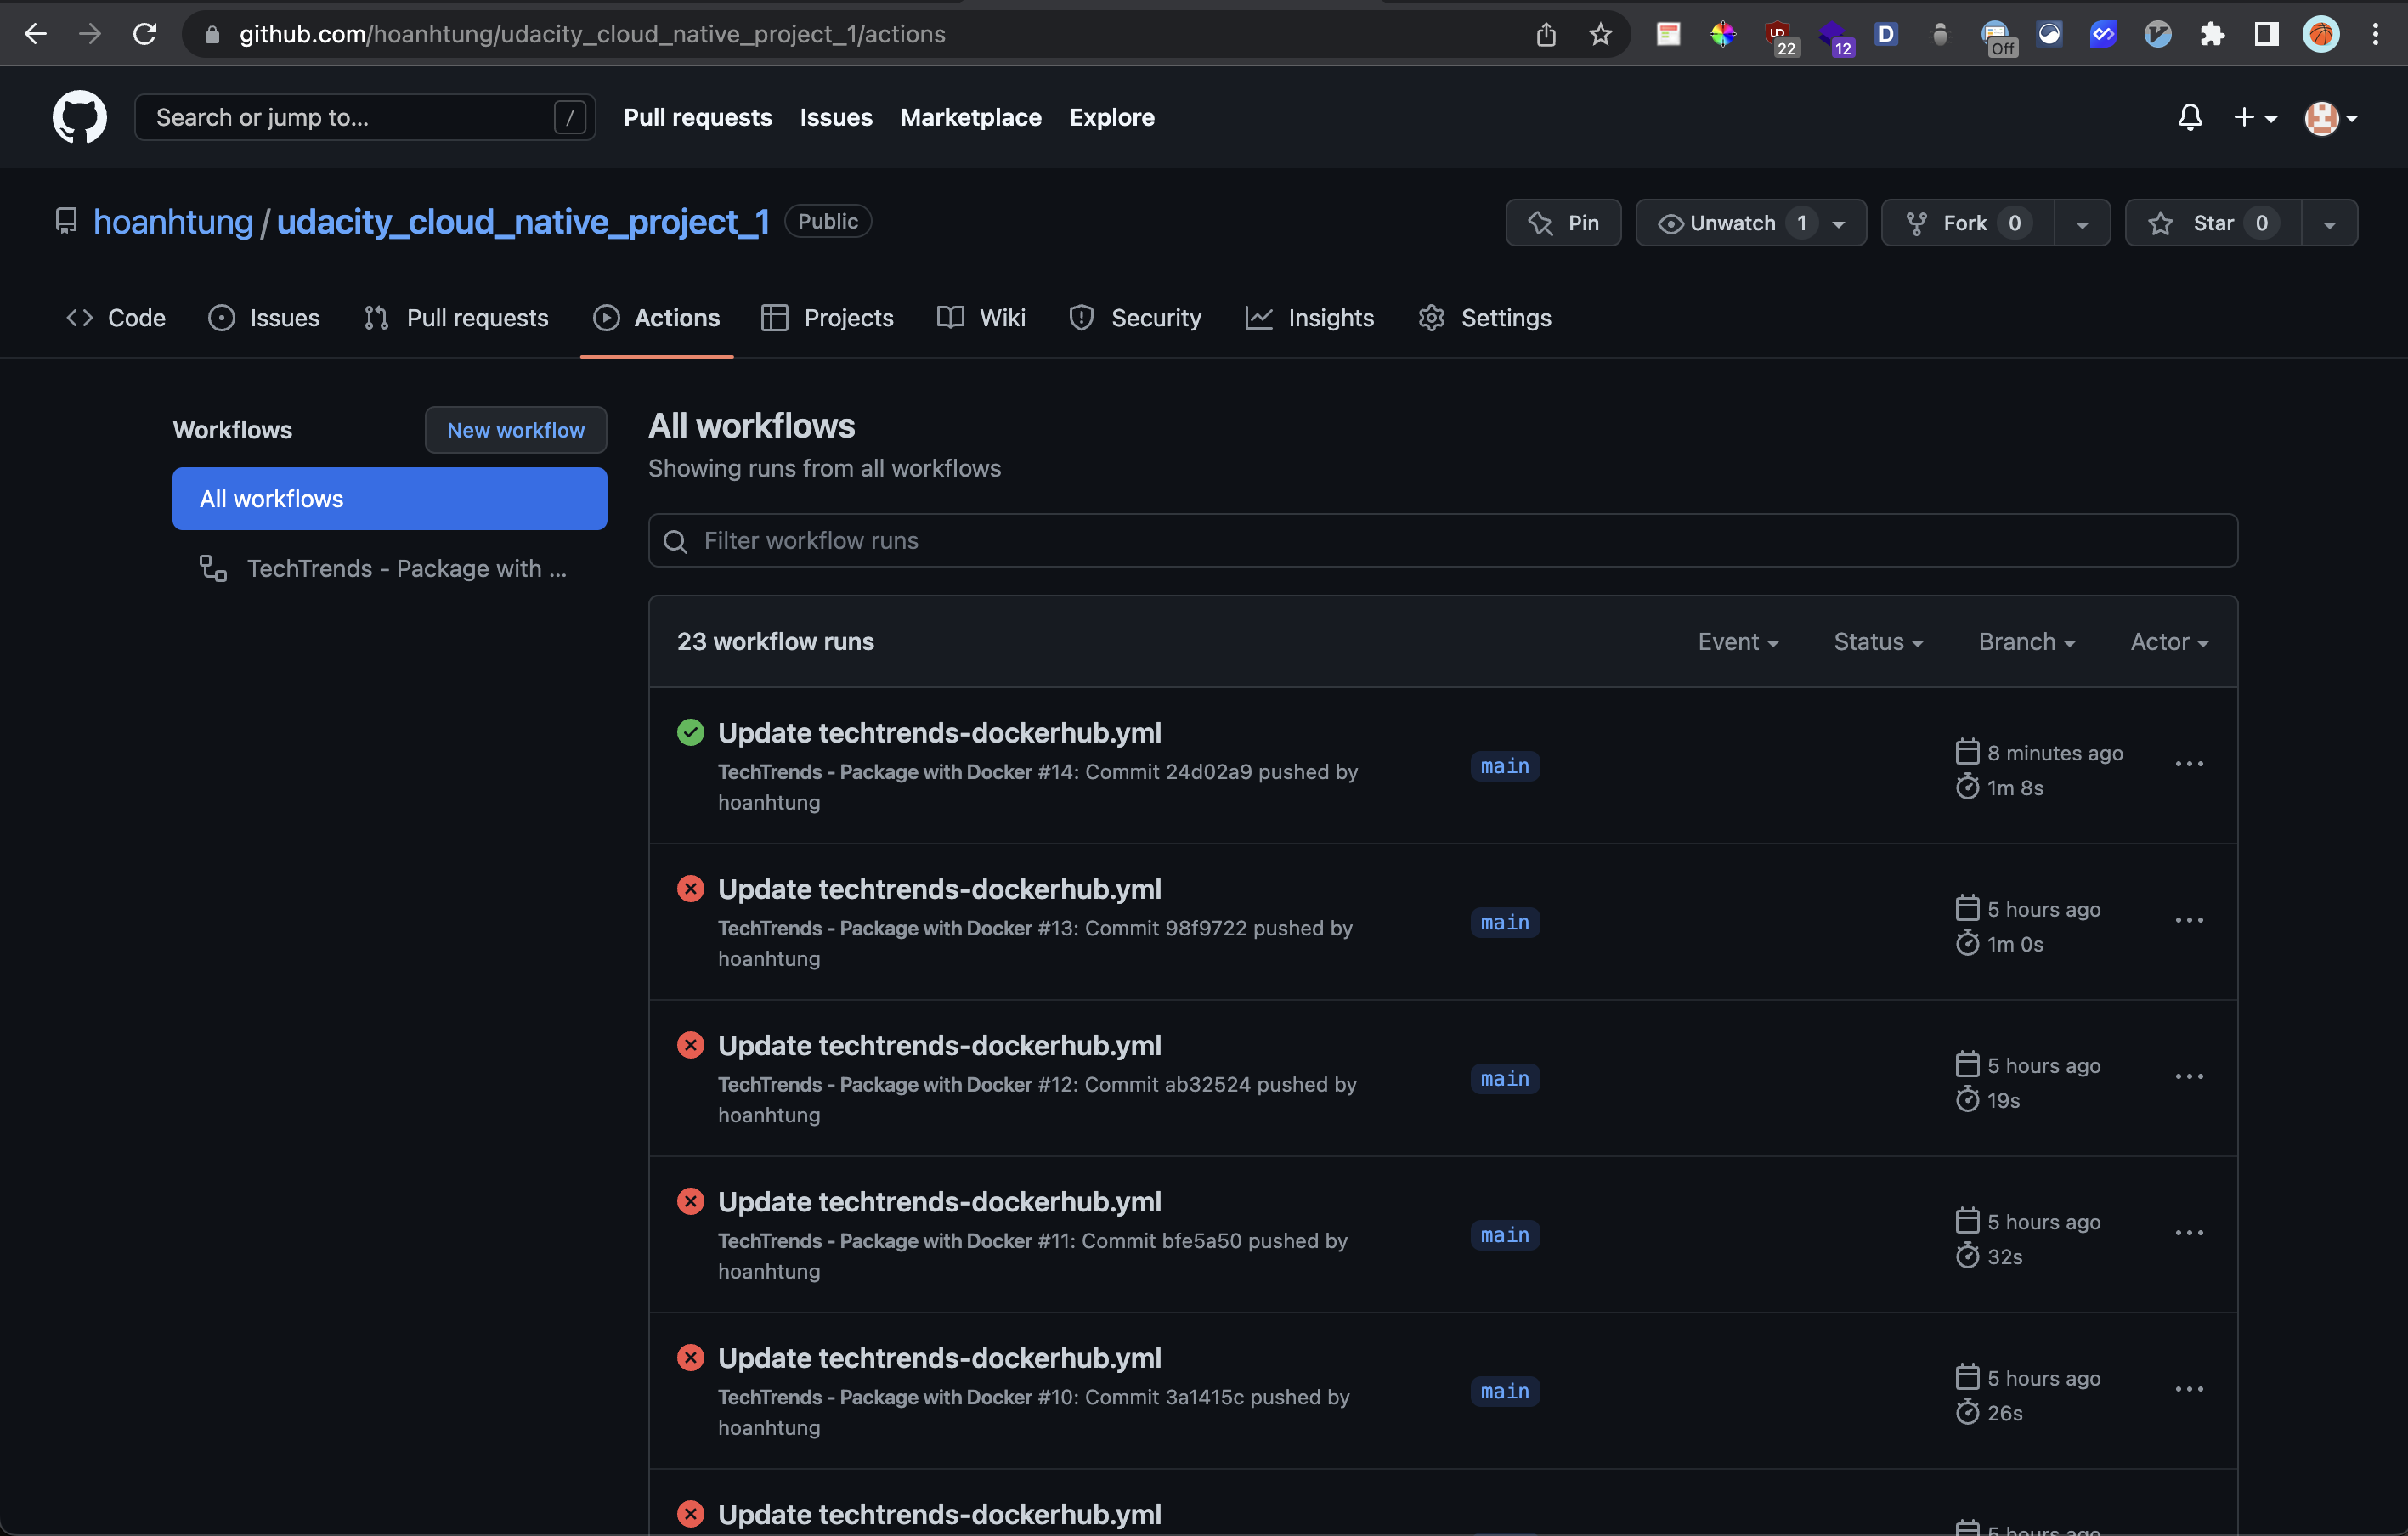 github.com/hoanhtung/udacity_cloud_native_project_1/actions
22
12
D
Off
Search or jump to...
/
Pull requests
Issues
Marketplace
Explore
hoanhtung / udacity_cloud_native_project_1
Public
Pin
Unwatch 1
Fork 0
Star 0
Code
Issues
Pull requests
Actions
Projects
Wiki
Security
Insights
Settings
Workflows
New workflow
All workflows
TechTrends - Package with ...
All workflows
Showing runs from all workflows
Filter workflow runs
23 workflow runs
Event
Status
Branch
Actor
Update techtrends-dockerhub.yml
TechTrends - Package with Docker #14: Commit 24d02a9 pushed by
hoanhtung
main
8 minutes ago
1m 8s
Update techtrends-dockerhub.yml
TechTrends - Package with Docker #13: Commit 98f9722 pushed by
hoanhtung
main
5 hours ago
1m 0s
Update techtrends-dockerhub.yml
TechTrends - Package with Docker #12: Commit ab32524 pushed by
hoanhtung
main
5 hours ago
19s
Update techtrends-dockerhub.yml
TechTrends - Package with Docker #11: Commit bfe5a50 pushed by
hoanhtung
main
5 hours ago
32s
Update techtrends-dockerhub.yml
TechTrends - Package with Docker #10: Commit 3a1415c pushed by
hoanhtung
main
5 hours ago
26s
Update techtrends-dockerhub.yml
5 hours ago